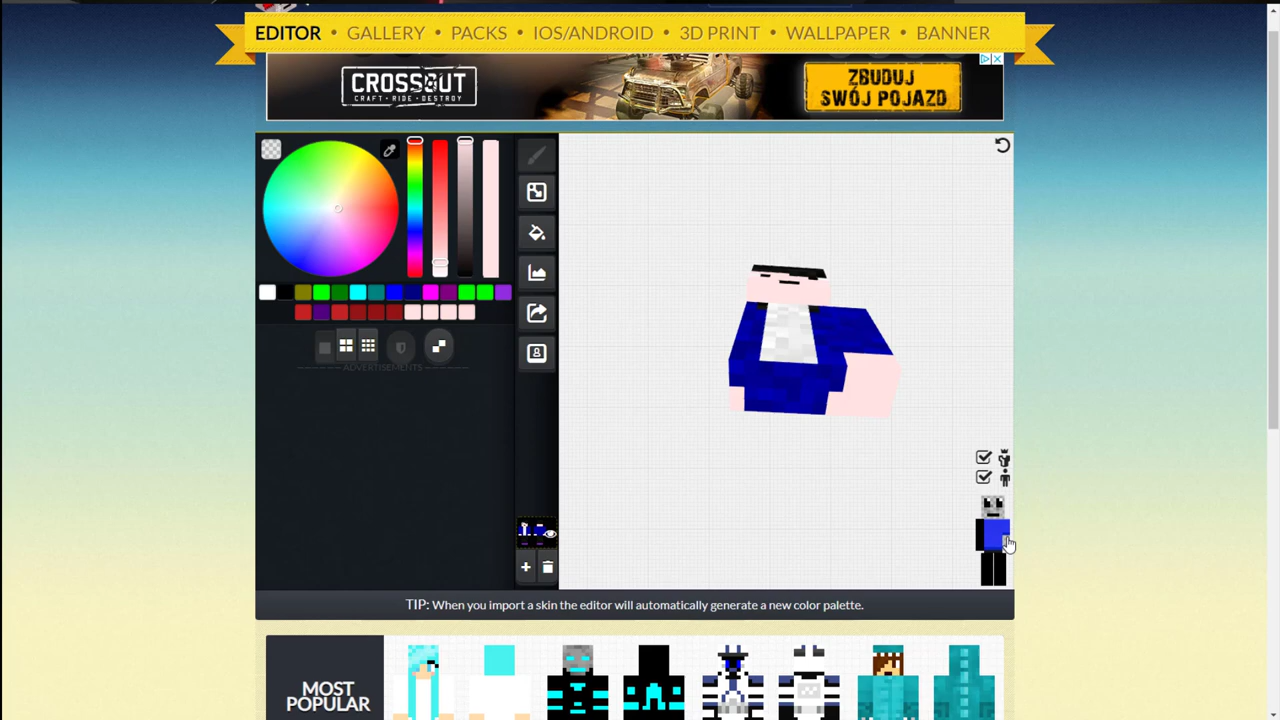 EDITOR • GALLERY • PACKS • IOS/ANDROID • 3D PRINT • WALLPAPER • BANNER
CROSSOUT
CRAFT • RIDE • DESTROY
ZBUDUJ
SWÓJ POJAZD
ADVERTISEMENTS
TIP: When you import a skin the editor will automatically generate a new color palette.
MOST
POPULAR